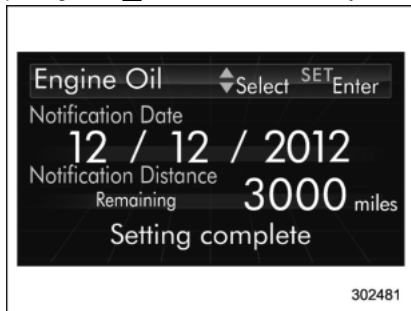 Engine Oil Select SET Enter
Notification Date
12 / 12 / 2012
Notification Distance
Remaining 3000 miles
Setting complete
302481